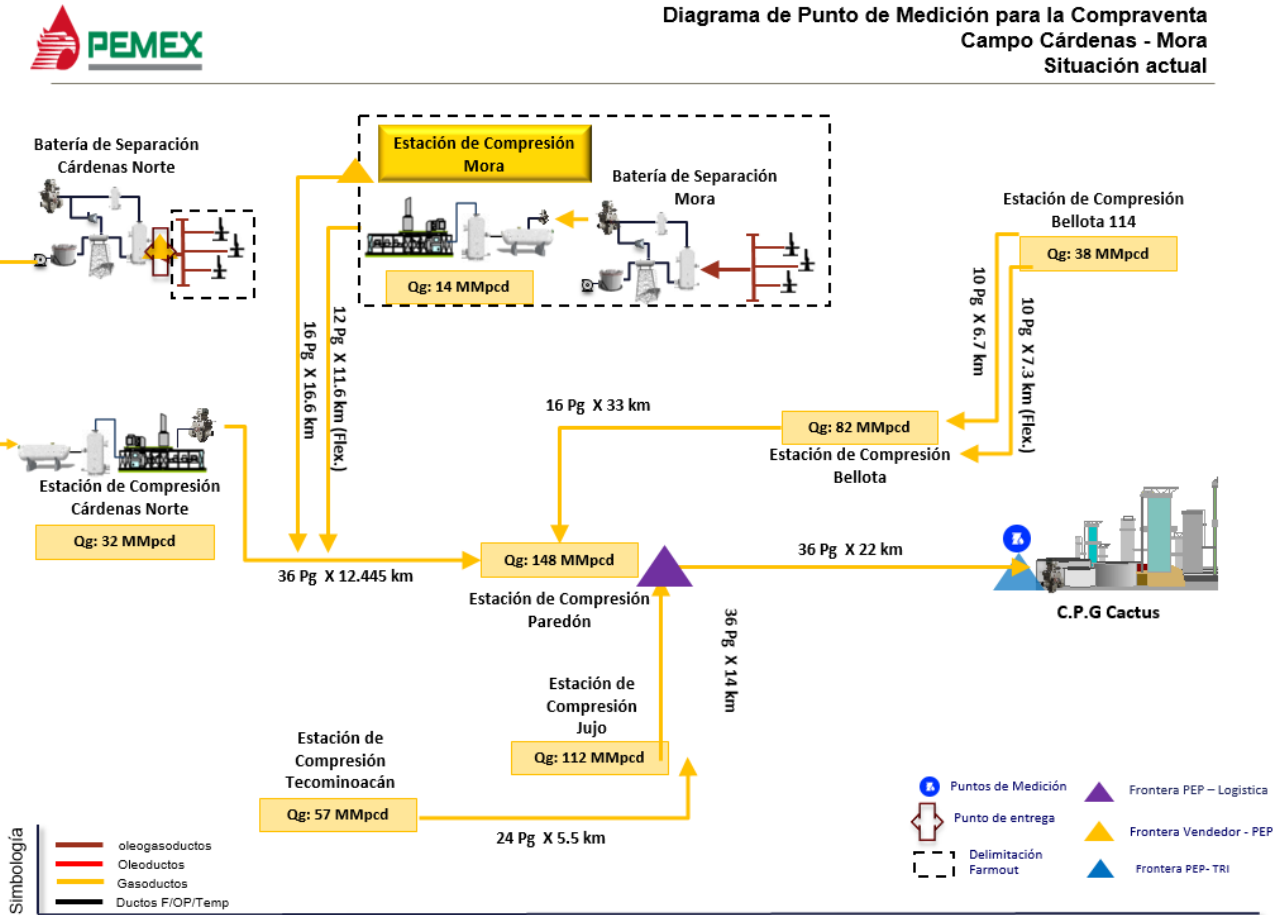 PEMEX
Diagrama de Punto de Medición para la Compraventa
Campo Cárdenas - Mora
Situación actual
Batería de Separación
Cárdenas Norte
Estación de Compresión
Mora
Batería de Separación
Mora
Qg: 14 MMpcd
Estación de Compresión
Bellota 114
Qg: 38 MMpcd
10 Pg X 6.7 km
10 Pg X 7.3 km (Flex.)
16 Pg X 16.6 km
12 Pg X 11.6 km (Flex.)
16 Pg X 33 km
Qg: 82 MMpcd
Estación de Compresión
Bellota
Estación de Compresión
Cárdenas Norte
Qg: 32 MMpcd
36 Pg X 12.445 km
Qg: 148 MMpcd
Estación de Compresión
Paredón
36 Pg X 22 km
C.P.G Cactus
36 Pg X 14 km
Estación de
Compresión
Jujo
Qg: 112 MMpcd
Estación de
Compresión
Tecominoacán
Qg: 57 MMpcd
24 Pg X 5.5 km
Simbología
oleogasoductos
Oleoductos
Gasoductos
Ductos F/OP/Temp
Puntos de Medición
Punto de entrega
Delimitación
Farmout
Frontera PEP – Logistica
Frontera Vendedor - PEP
Frontera PEP- TRI